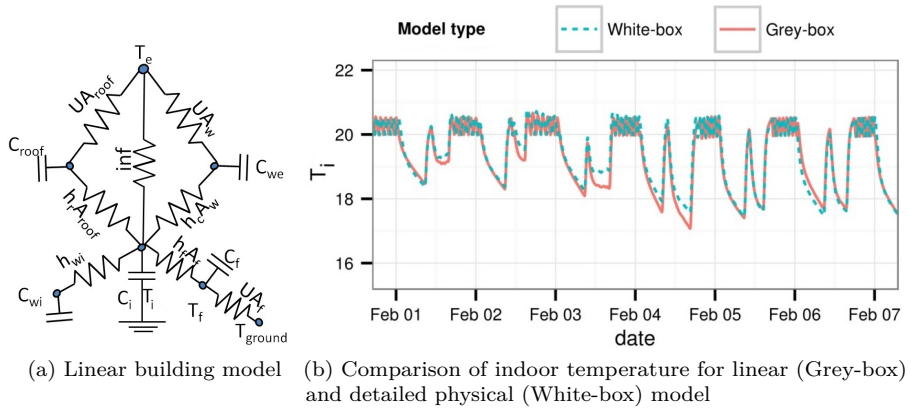 T_e
UA_roof
UA_w
C_roof
inf
C_we
h_rA_roof
h_cA_w
h_wi
h_fA_f
C_f
C_wi
C_i
T_i
UA_f
T_f
T_ground
(a) Linear building model
Model type
White-box
Grey-box
T_i
22
20
18
16
Feb 01
Feb 02
Feb 03
Feb 04
Feb 05
Feb 06
Feb 07
date
(b) Comparison of indoor temperature for linear (Grey-box)
and detailed physical (White-box) model